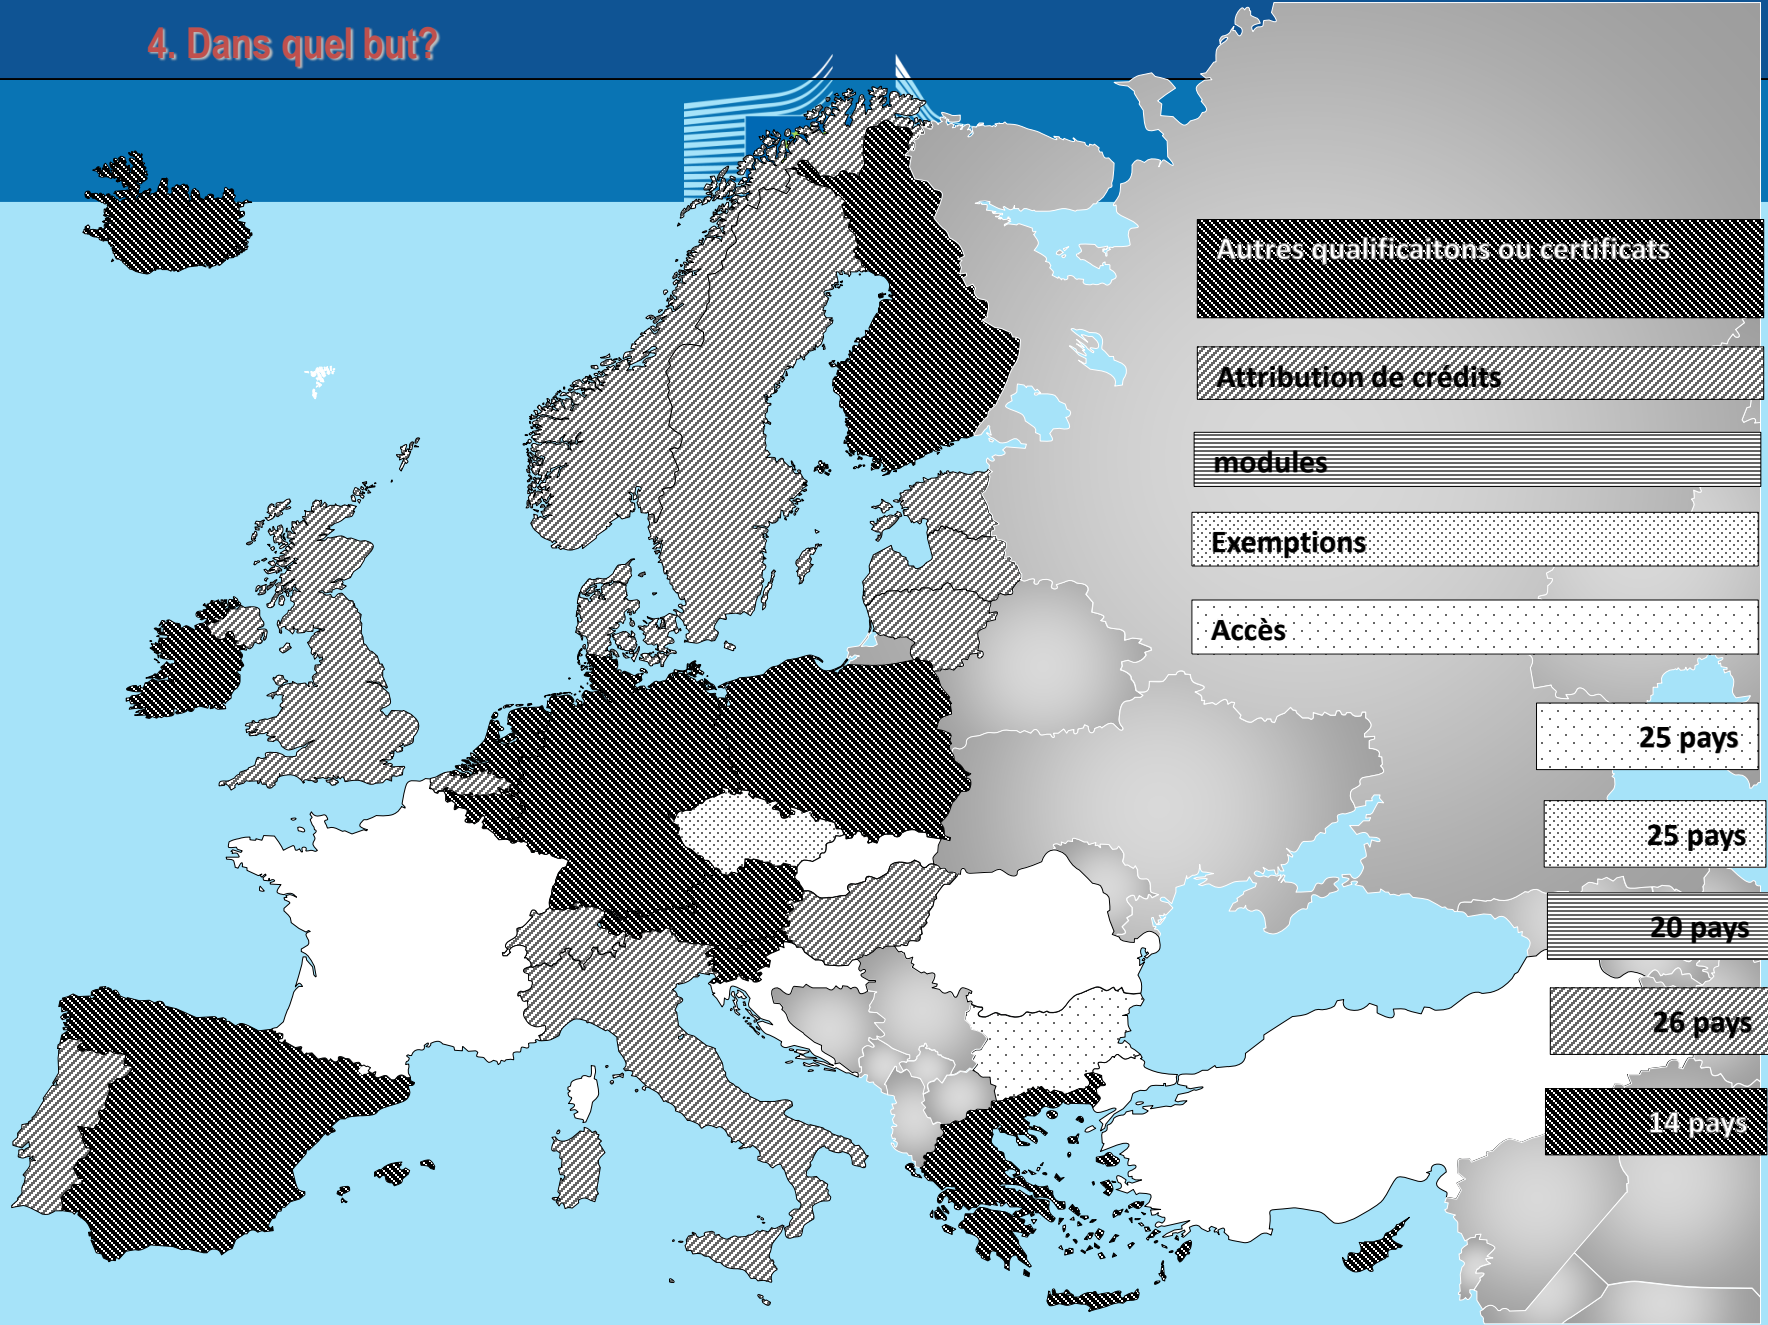 4. Dans quel but?
Autres qualificaitons ou certificats
Attribution de crédits
modules
Exemptions
Accès
25 pays
25 pays
20 pays
26 pays
14 pays